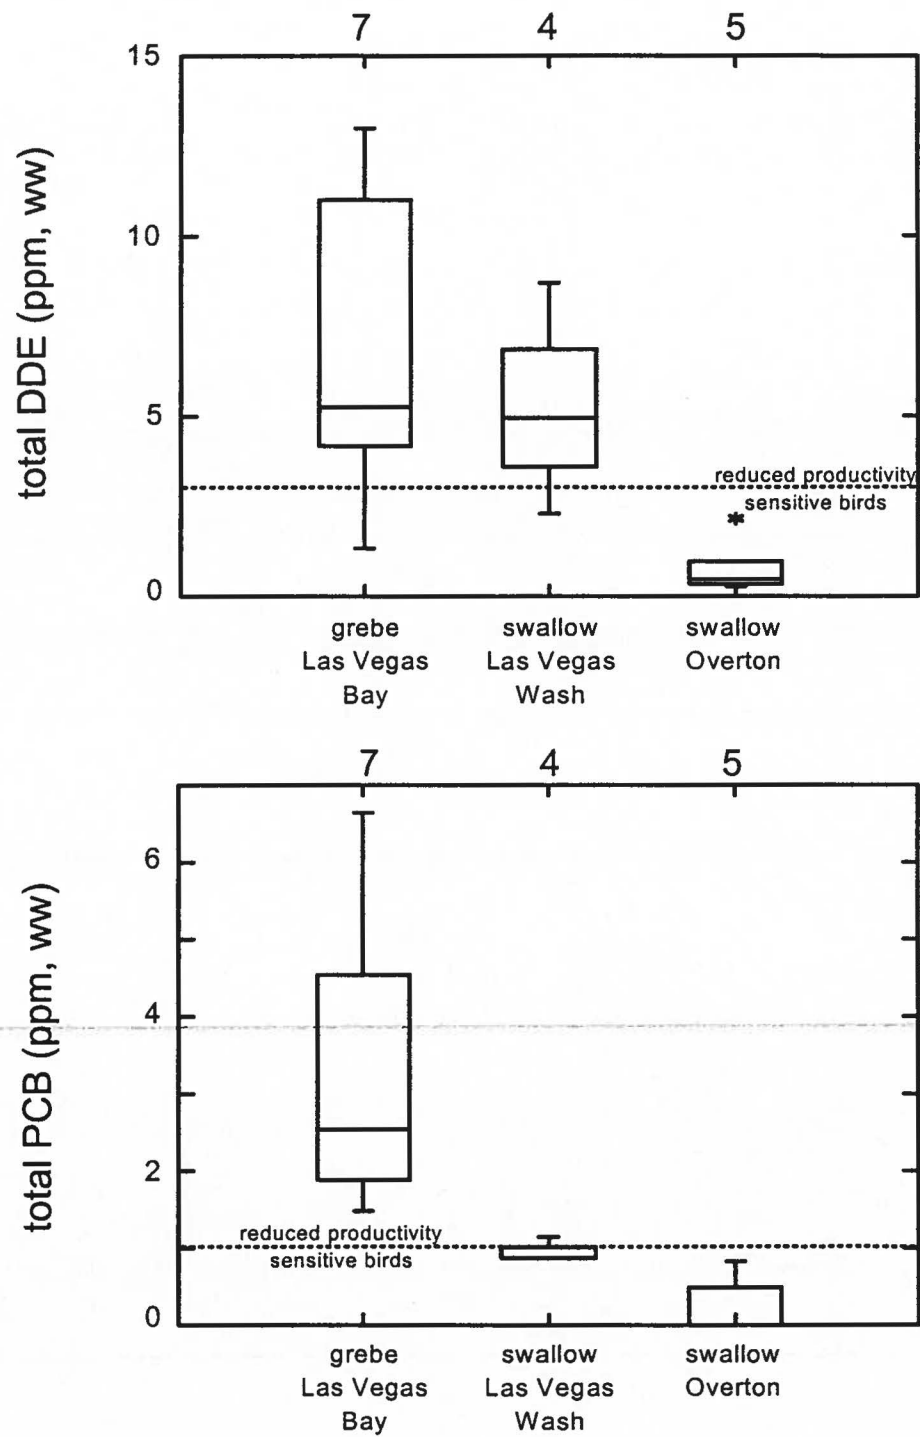 7 4 5
15
10
5
0
total DDE (ppm, ww)
reduced productivity
sensitive birds
*
grebe swallow swallow
Las Vegas Las Vegas Overton
Bay Wash
7 4 5
6
4
2
0
total PCB (ppm, ww)
reduced productivity
sensitive birds
grebe swallow swallow
Las Vegas Las Vegas Overton
Bay Wash